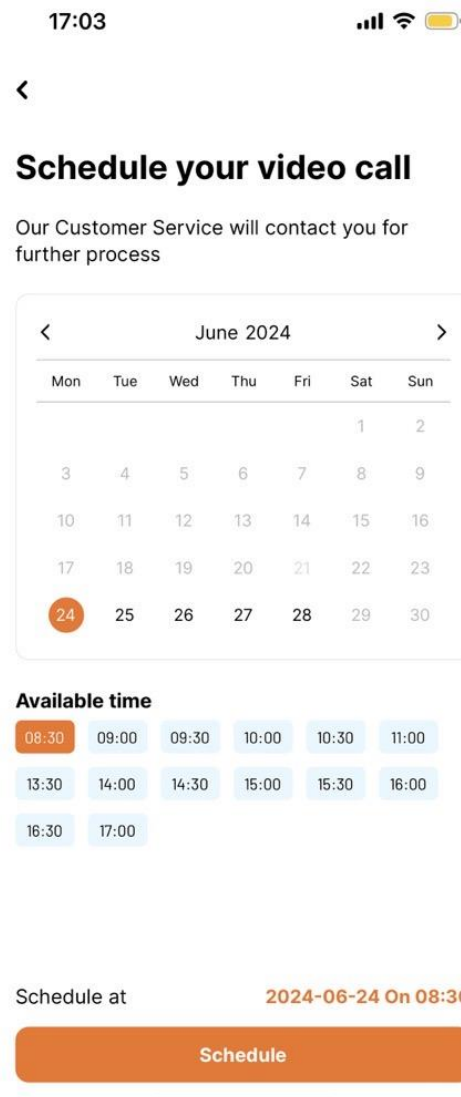 17:03
Schedule your video call
Our Customer Service will contact you for
further process
June 2024
Mon Tue Wed Thu Fri Sat Sun
1 2
3 4 5 6 7 8 9
10 11 12 13 14 15 16
17 18 19 20 21 22 23
24 25 26 27 28 29 30
Available time
08:30 09:00 09:30 10:00 10:30 11:00
13:30 14:00 14:30 15:00 15:30 16:00
16:30 17:00
Schedule at 2024-06-24 On 08:30
Schedule